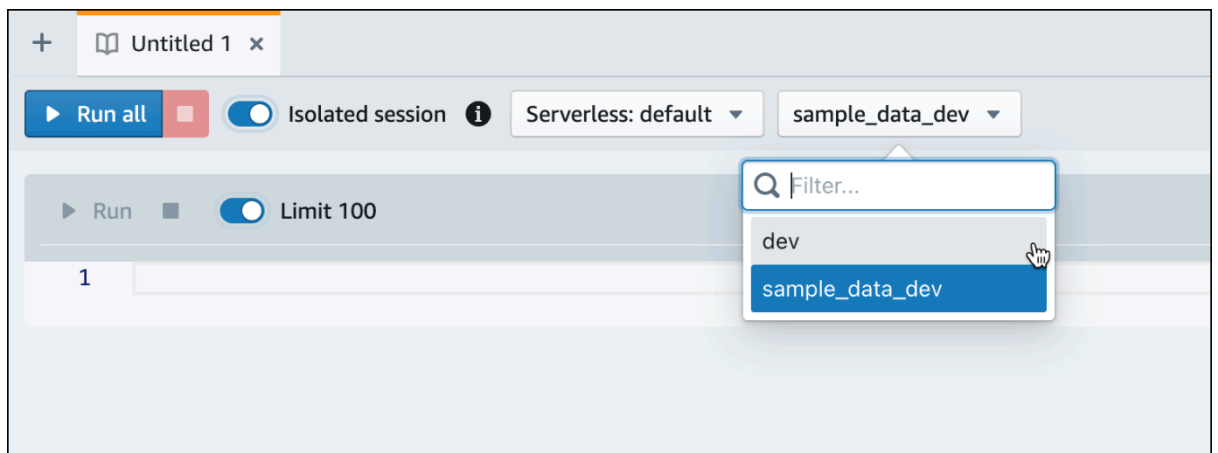 + Untitled 1 ×
Run all Isolated session i Serverless: default sample_data_dev
Filter...
Run Limit 100
dev
1
sample_data_dev